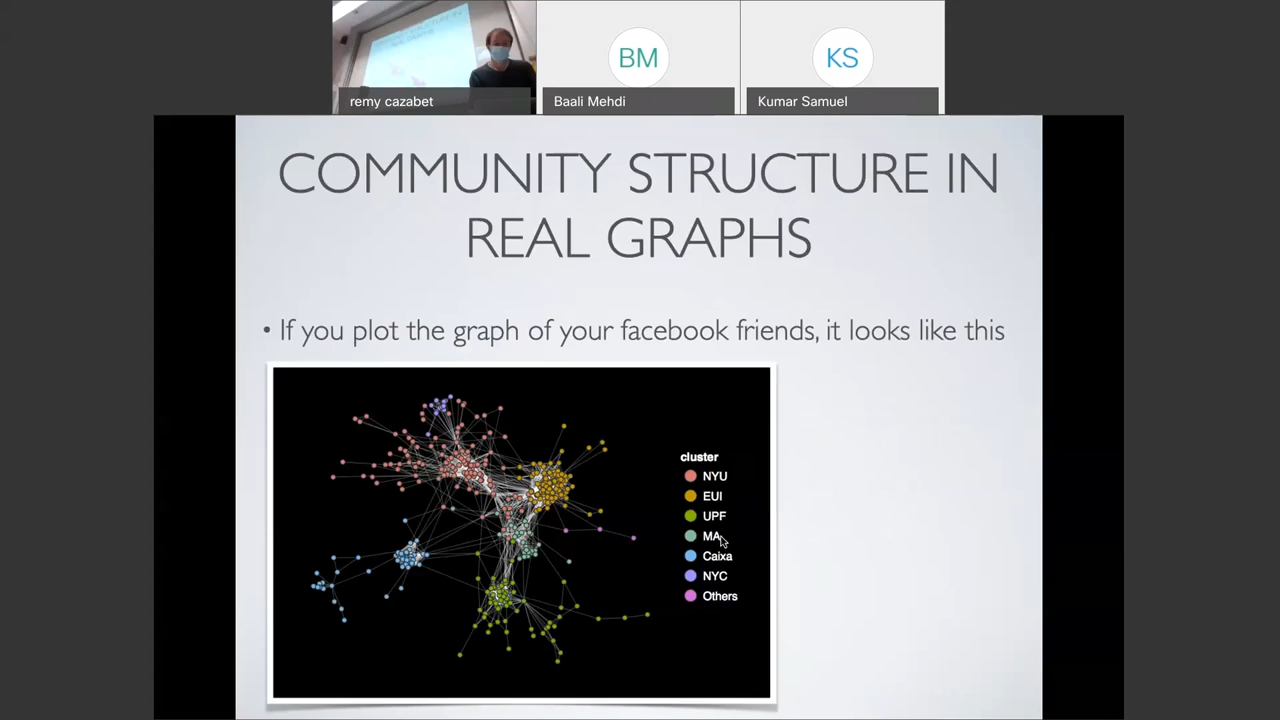 remy cazabet
BM
Baali Mehdi
KS
Kumar Samuel
COMMUNITY STRUCTURE IN
REAL GRAPHS
• If you plot the graph of your facebook friends, it looks like this
cluster
NYU
EUI
UPF
MA
Caixa
NYC
Others